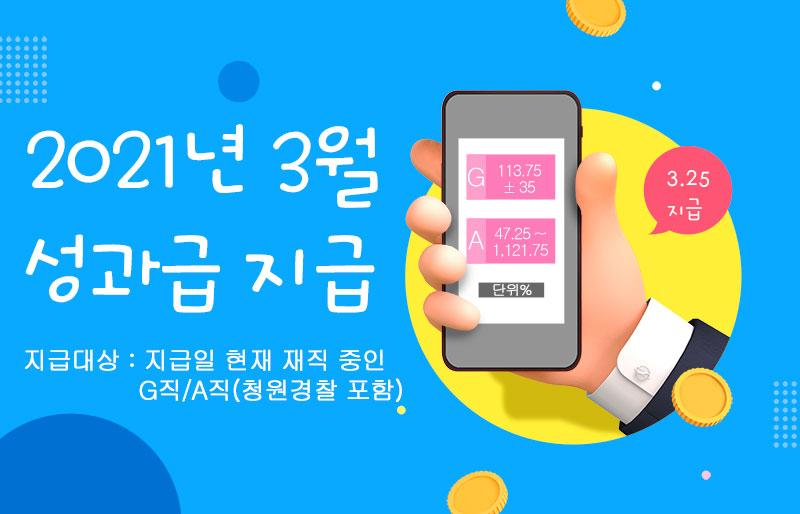 2021년 3월
성과급 지급
지급대상 : 지급일 현재 재직 중인
G직/A직(청원경찰 포함)
G 113.75
± 35
A 47.25 ~
1,121.75
단위%
3.25
지급